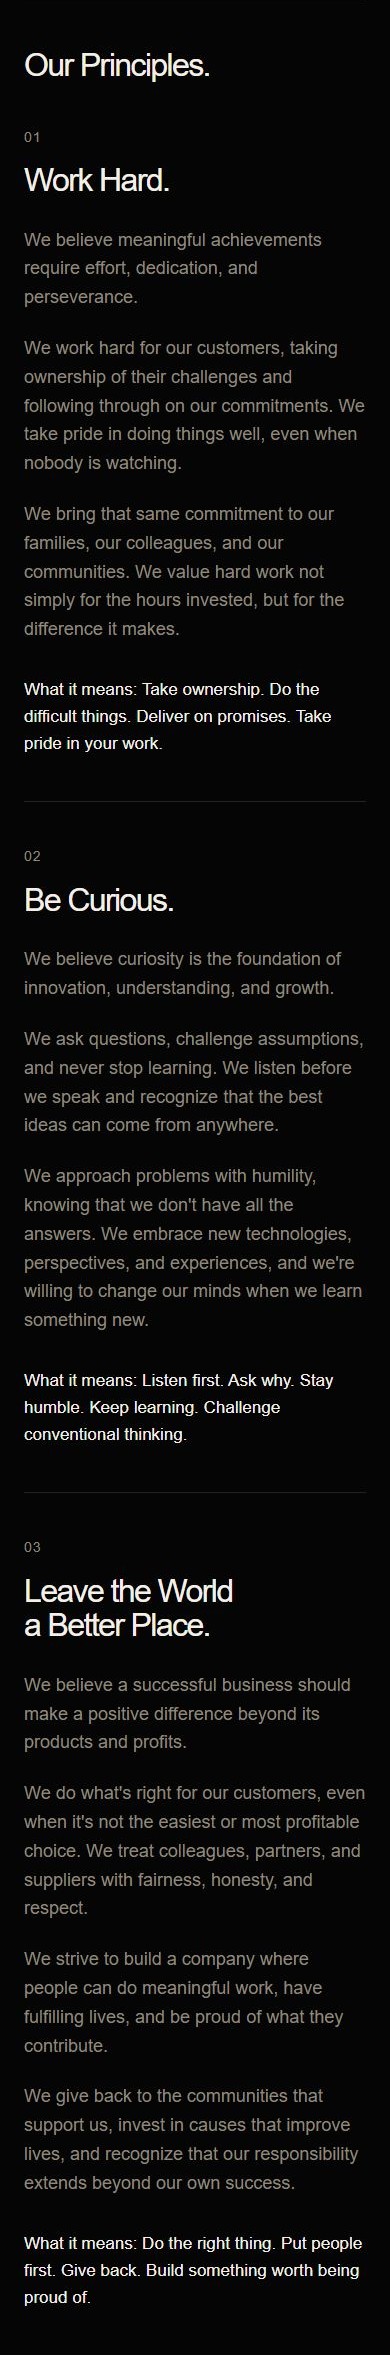 Our Principles.
01
Work Hard.
We believe meaningful achievements
require effort, dedication, and
perseverance.
We work hard for our customers, taking
ownership of their challenges and
following through on our commitments. We
take pride in doing things well, even when
nobody is watching.
We bring that same commitment to our
families, our colleagues, and our
communities. We value hard work not
simply for the hours invested, but for the
difference it makes.
What it means: Take ownership. Do the
difficult things. Deliver on promises. Take
pride in your work.
02
Be Curious.
We believe curiosity is the foundation of
innovation, understanding, and growth.
We ask questions, challenge assumptions,
and never stop learning. We listen before
we speak and recognize that the best
ideas can come from anywhere.
We approach problems with humility,
knowing that we don't have all the
answers. We embrace new technologies,
perspectives, and experiences, and we're
willing to change our minds when we learn
something new.
What it means: Listen first. Ask why. Stay
humble. Keep learning. Challenge
conventional thinking.
03
Leave the World
a Better Place.
We believe a successful business should
make a positive difference beyond its
products and profits.
We do what's right for our customers, even
when it's not the easiest or most profitable
choice. We treat colleagues, partners, and
suppliers with fairness, honesty, and
respect.
We strive to build a company where
people can do meaningful work, have
fulfilling lives, and be proud of what they
contribute.
We give back to the communities that
support us, invest in causes that improve
lives, and recognize that our responsibility
extends beyond our own success.
What it means: Do the right thing. Put people
first. Give back. Build something worth being
proud of.